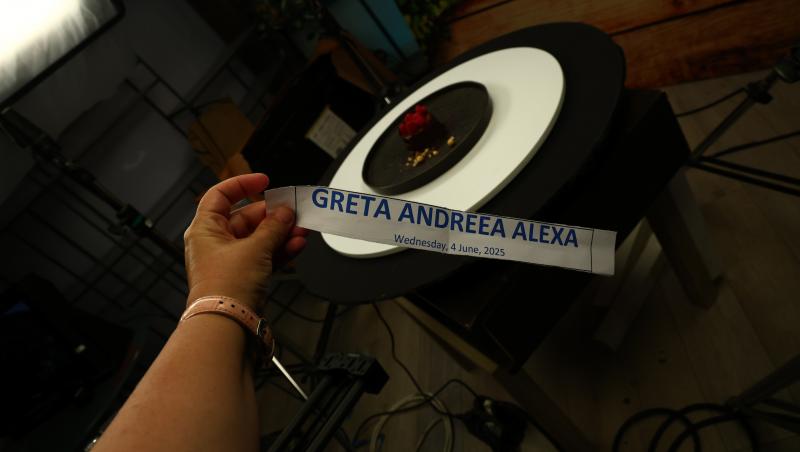 GRETA ANDREEA ALEXA
Wednesday, 4 June, 2025